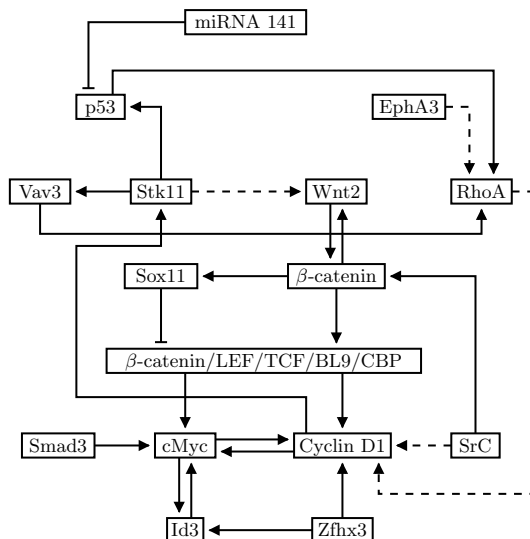 miRNA 141
p53
EphA3
Vav3
Stk11
Wnt2
RhoA
Sox11
β-catenin
β-catenin/LEF/TCF/BL9/CBP
Smad3
cMyc
Cyclin D1
SrC
Id3
Zfhx3